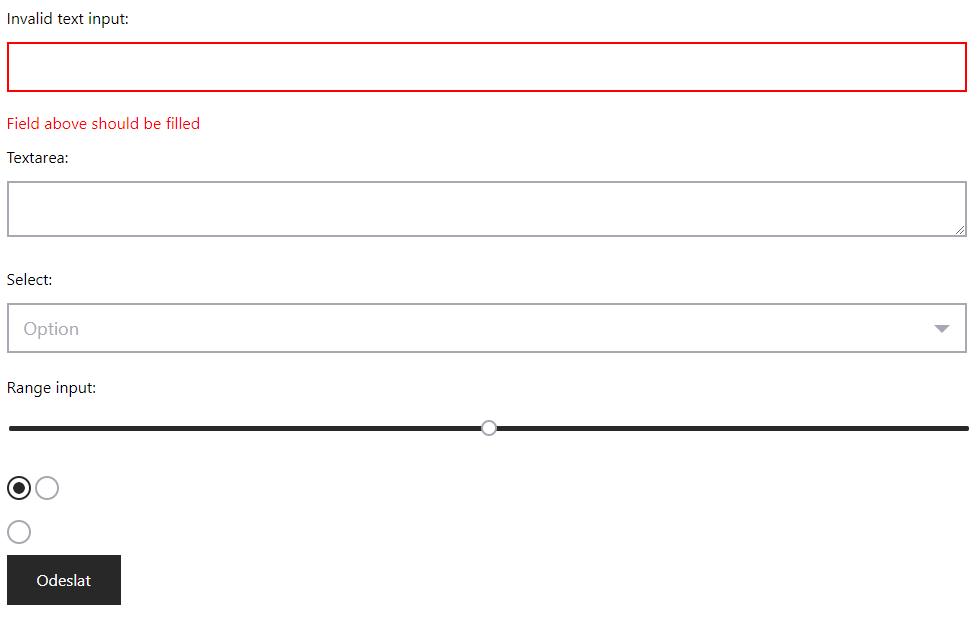 Invalid text input:
Field above should be filled
Textarea:
Select:
Option
Range input:
Odeslat